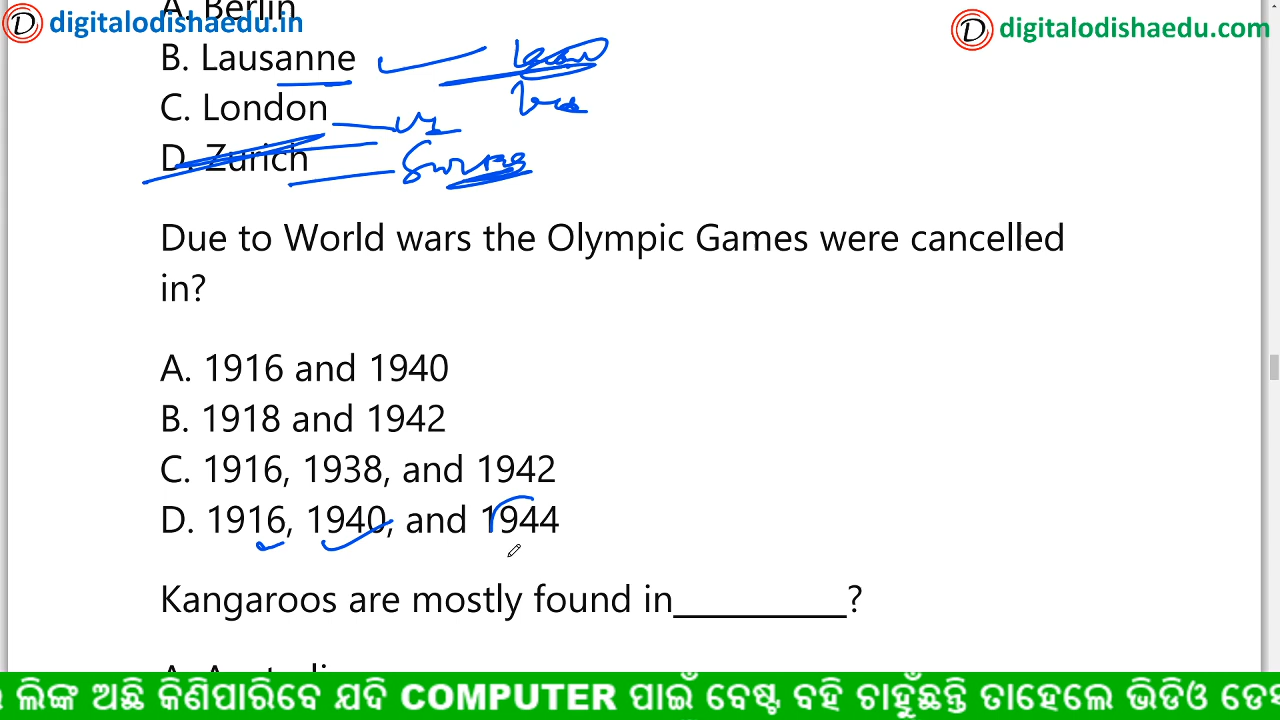 A. Berlin
digitalodishaedu.in
digitalodishaedu.com
B. Lausanne
C. London
D. Zurich
Due to World wars the Olympic Games were cancelled
in?
A. 1916 and 1940
B. 1918 and 1942
C. 1916, 1938, and 1942
D. 1916, 1940, and 1944
Kangaroos are mostly found in_________?
ଲିଙ୍କ ଅଛି କିଣିପାରିବେ ଯଦି COMPUTER ପାଇଁ ବେଷ୍ଟ ବହି ଚାହୁଁଛନ୍ତି ତାହେଲେ ଭିଡିଓ